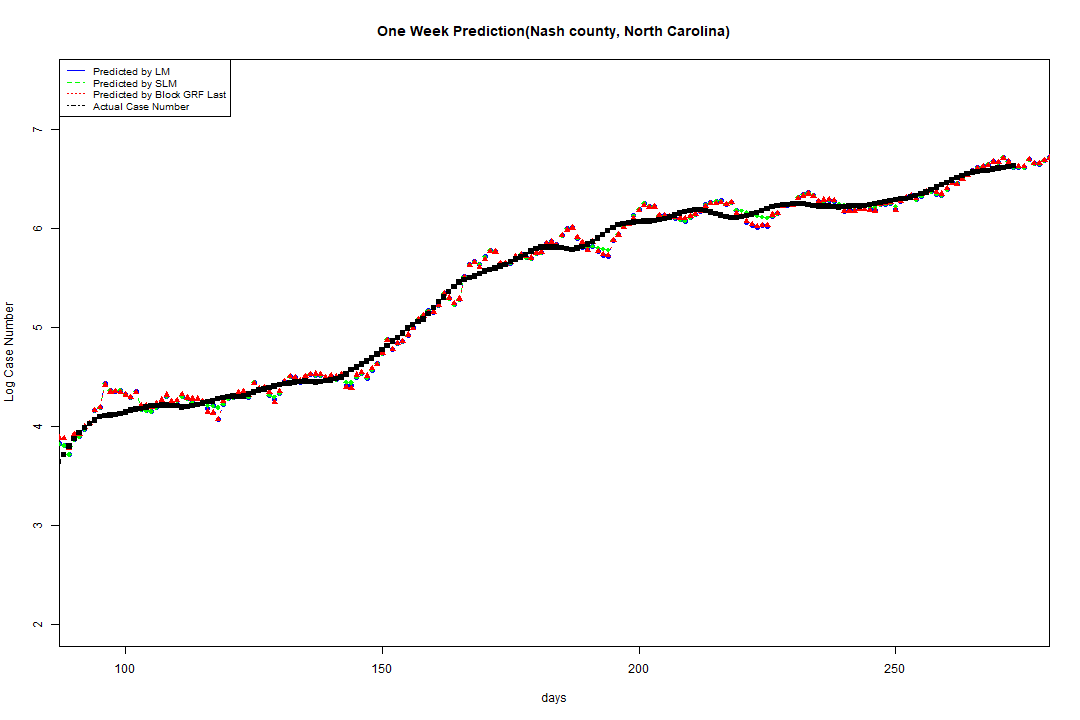 One Week Prediction(Nash county, North Carolina)
Predicted by LM
Predicted by SLM
Predicted by Block GRF Last
Actual Case Number
7
6
5
4
3
2
Log Case Number
100 150 200 250
days